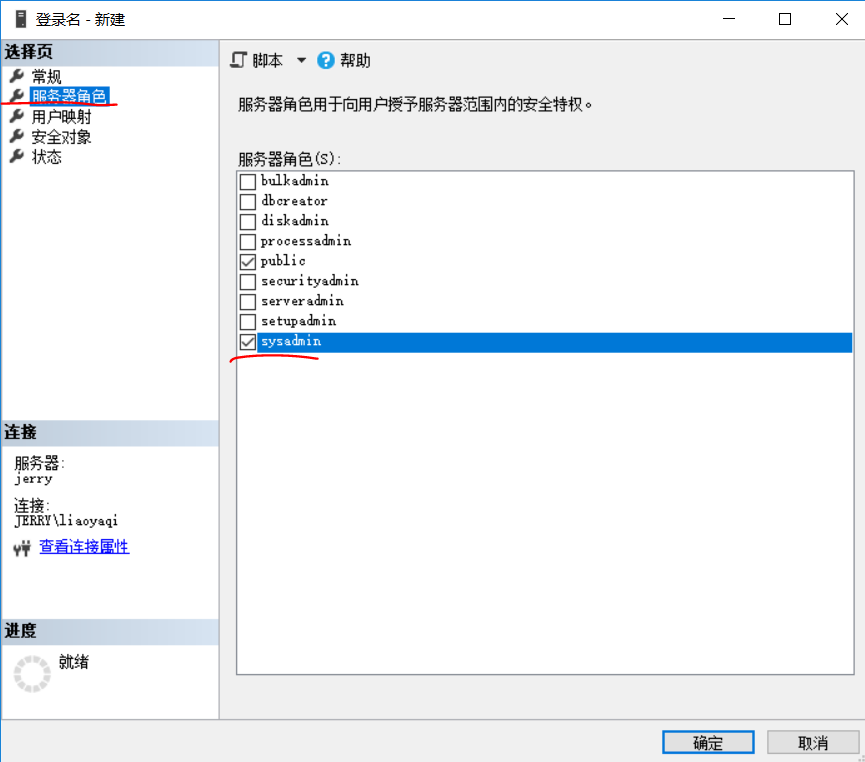 登录名 - 新建
选择页
常规
服务器角色
用户映射
安全对象
状态
脚本 帮助
服务器角色用于向用户授予服务器范围内的安全特权。
服务器角色(S):
bulkadmin
dbcreator
diskadmin
processadmin
public
securityadmin
serveradmin
setupadmin
sysadmin
连接
服务器:
jerry
连接:
JERRY\liaoyaqi
查看连接属性
进度
就绪
确定 取消